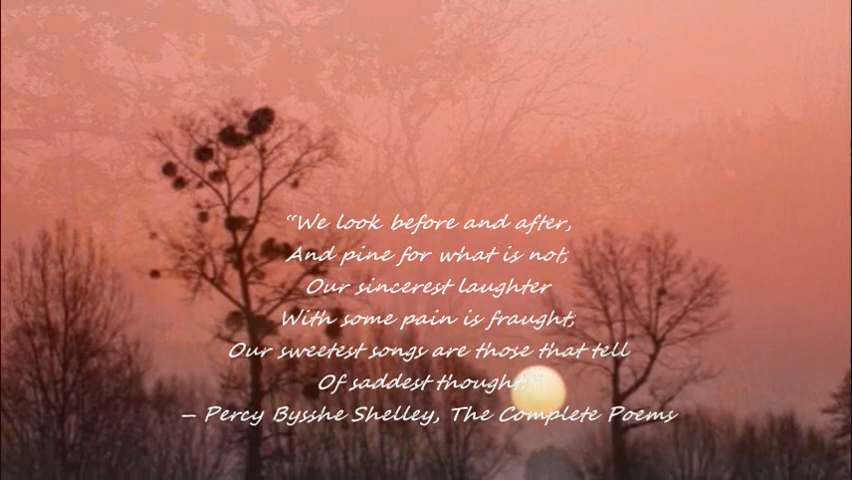 “We look before and after,
And pine for what is not;
Our sincerest laughter
With some pain is fraught;
Our sweetest songs are those that tell
Of saddest thought.”
— Percy Bysshe Shelley, The Complete Poems